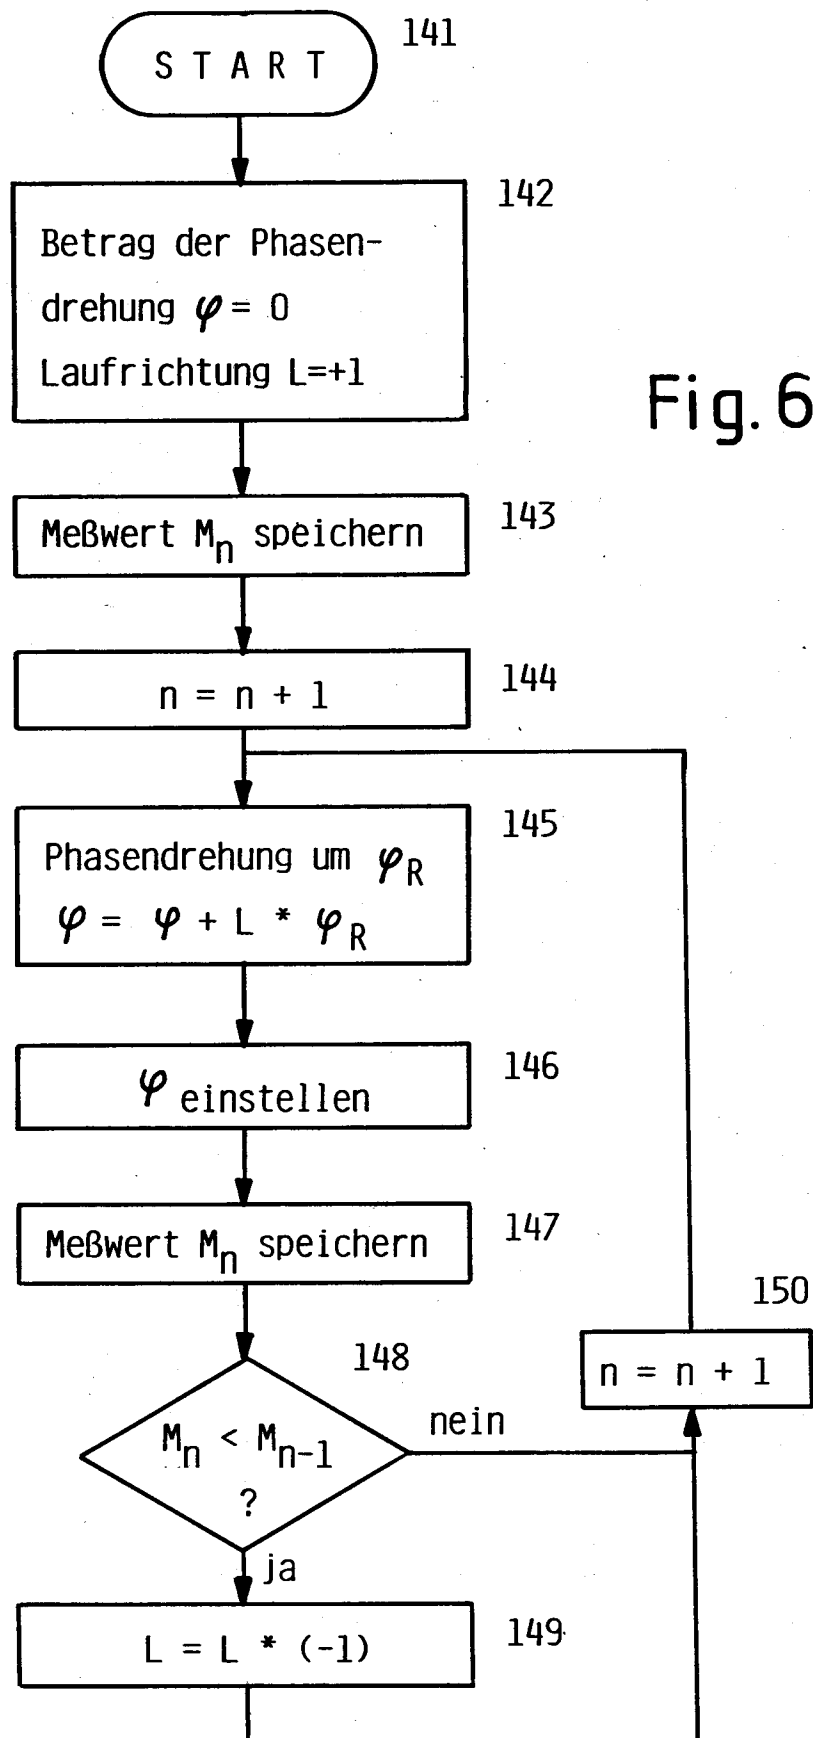 S T A R T
141
142
Betrag der Phasen-
drehung φ = 0
Laufrichtung L=+1
Fig. 6
Meßwert Mn speichern
143
n = n + 1
144
145
Phasendrehung um φR
φ = φ + L * φR
φ einstellen
146
Meßwert Mn speichern
147
150
n = n + 1
148
Mn < Mn-1
?
nein
ja
L = L * (-1)
149